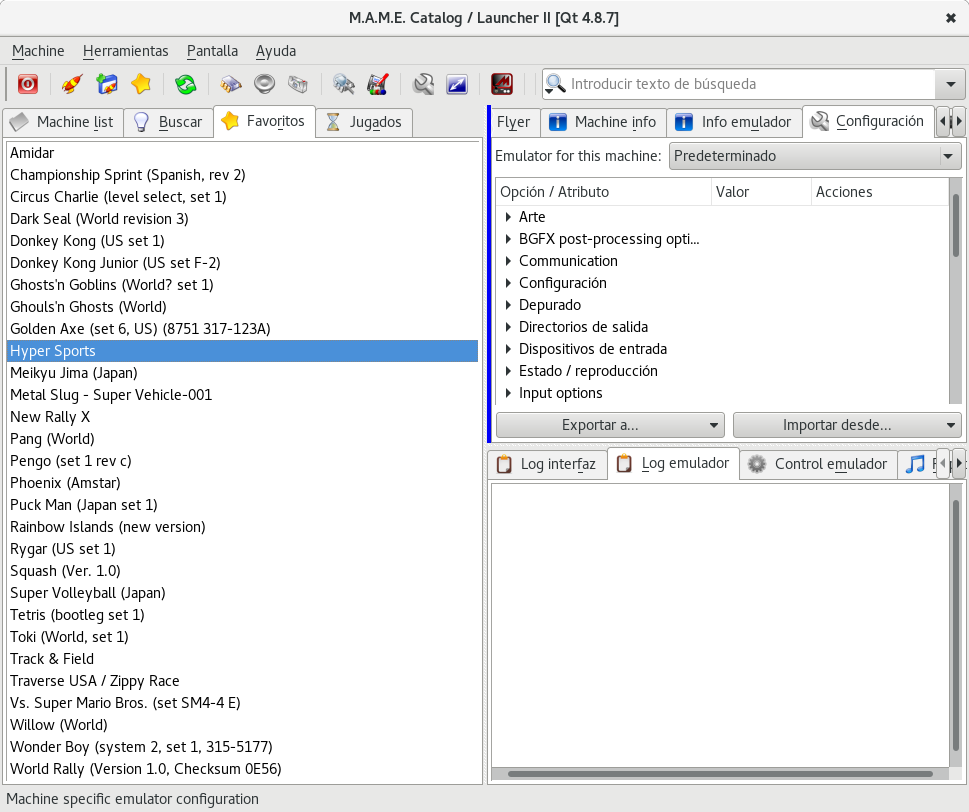 M.A.M.E. Catalog / Launcher II [Qt 4.8.7]
Machine Herramientas Pantalla Ayuda
Introducir texto de búsqueda
Machine list Buscar Favoritos Jugados
Amidar
Championship Sprint (Spanish, rev 2)
Circus Charlie (level select, set 1)
Dark Seal (World revision 3)
Donkey Kong (US set 1)
Donkey Kong Junior (US set F-2)
Ghosts'n Goblins (World? set 1)
Ghouls'n Ghosts (World)
Golden Axe (set 6, US) (8751 317-123A)
Hyper Sports
Meikyu Jima (Japan)
Metal Slug - Super Vehicle-001
New Rally X
Pang (World)
Pengo (set 1 rev c)
Phoenix (Amstar)
Puck Man (Japan set 1)
Rainbow Islands (new version)
Rygar (US set 1)
Squash (Ver. 1.0)
Super Volleyball (Japan)
Tetris (bootleg set 1)
Toki (World, set 1)
Track & Field
Traverse USA / Zippy Race
Vs. Super Mario Bros. (set SM4-4 E)
Willow (World)
Wonder Boy (system 2, set 1, 315-5177)
World Rally (Version 1.0, Checksum 0E56)
Flyer Machine info Info emulador Configuración
Emulator for this machine: Predeterminado
Opción / Atributo Valor Acciones
Arte
BGFX post-processing opti...
Communication
Configuración
Depurado
Directorios de salida
Dispositivos de entrada
Estado / reproducción
Input options
Exportar a... Importar desde...
Log interfaz Log emulador Control emulador
Machine specific emulator configuration